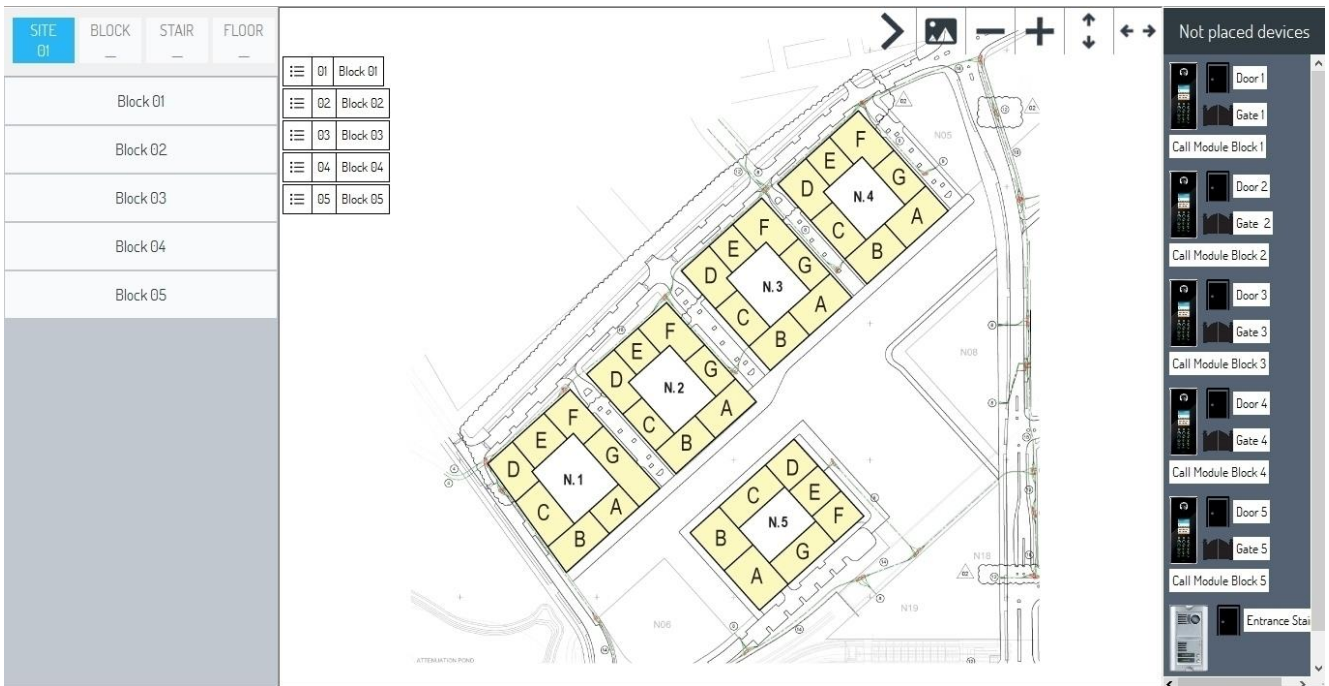 SITE BLOCK STAIR FLOOR
01 _ _ _
Block 01
Block 02
Block 03
Block 04
Block 05
01 Block 01
02 Block 02
03 Block 03
04 Block 04
05 Block 05
N05
F
E G
D N. 4 A
C B
F
E G
D N. 3 A
C B
N08
F
E G
D N. 2 A
C B
F
E G
D N. 1 A
C B
D
C E
B N. 5 F
A G
N18
N19
N06
ATTENUATION POND
Not placed devices
Door 1
Gate 1
Call Module Block 1
Door 2
Gate 2
Call Module Block 2
Door 3
Gate 3
Call Module Block 3
Door 4
Gate 4
Call Module Block 4
Door 5
Gate 5
Call Module Block 5
Entrance Stai